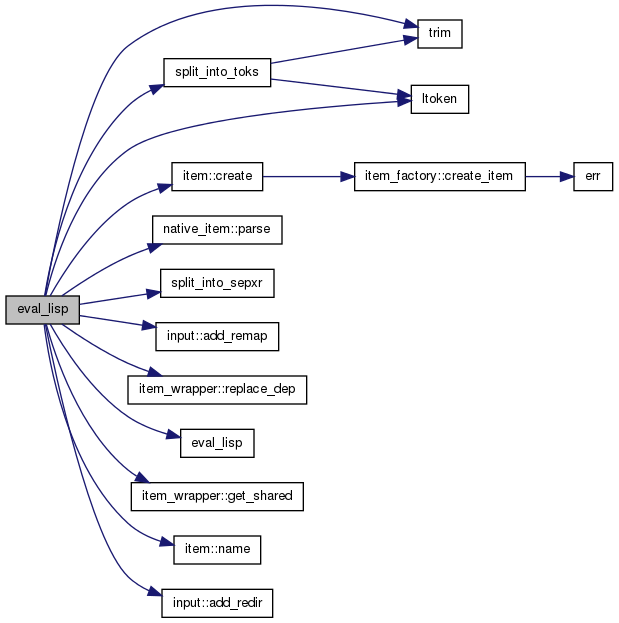 trim
split_into_toks
ltoken
item::create
item_factory::create_item
err
native_item::parse
split_into_sepxr
eval_lisp
input::add_remap
item_wrapper::replace_dep
eval_lisp
item_wrapper::get_shared
item::name
input::add_redir